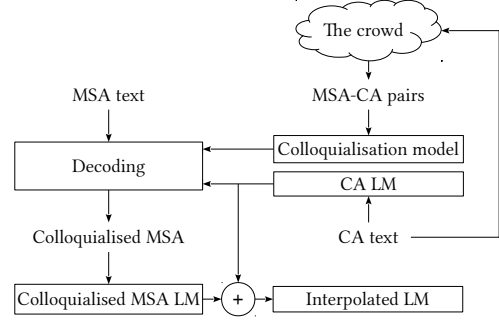 The crowd
MSA text
MSA-CA pairs
Decoding
Colloquialisation model
CA LM
Colloquialised MSA
CA text
Colloquialised MSA LM
+
Interpolated LM